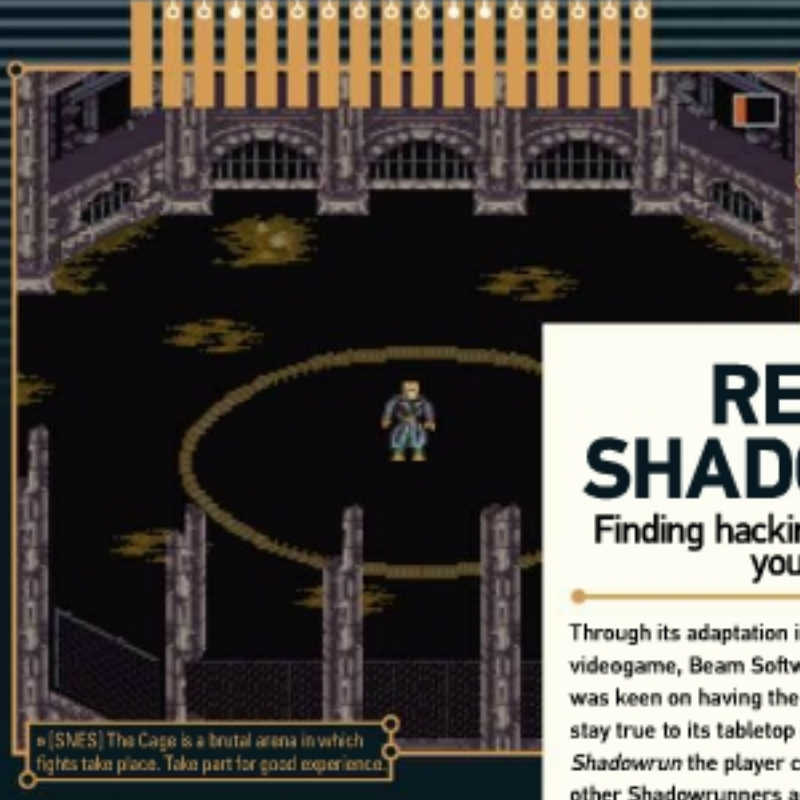 RE
SHADO
Finding hackin
you
Through its adaptation i
videogame, Beam Softw
was keen on having the
stay true to its tabletop
Shadowrun the player c
other Shadowrunners a
» [SNES] The Cage is a brutal arena in which
fights take place. Take part for good experience.